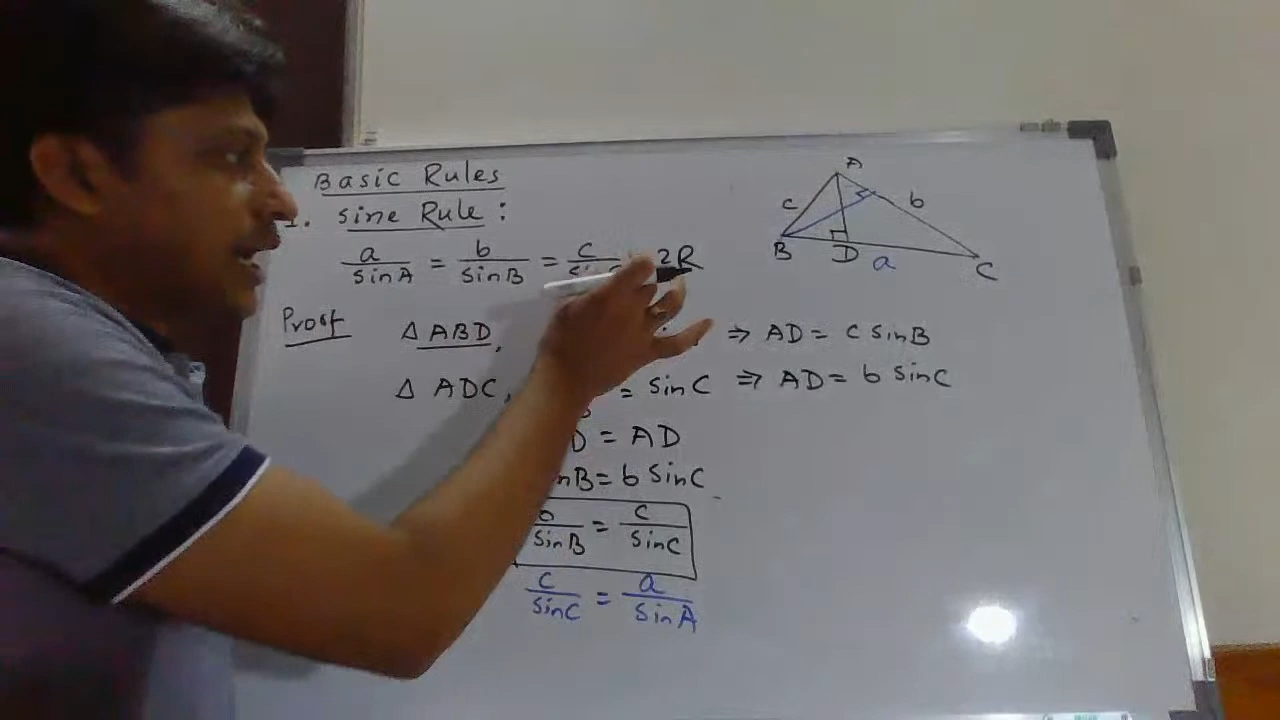 Basic Rules
1. Sine Rule :
a/SinA = b/SinB = c/ 2R
Proof Δ ABD, ⇒ AD = c SinB
Δ ADC, = SinC ⇒ AD = b SinC
= AD
= b SinC
b/SinB = c/SinC
c/SinC = a/SinA
A
c
b
B
D
a
C